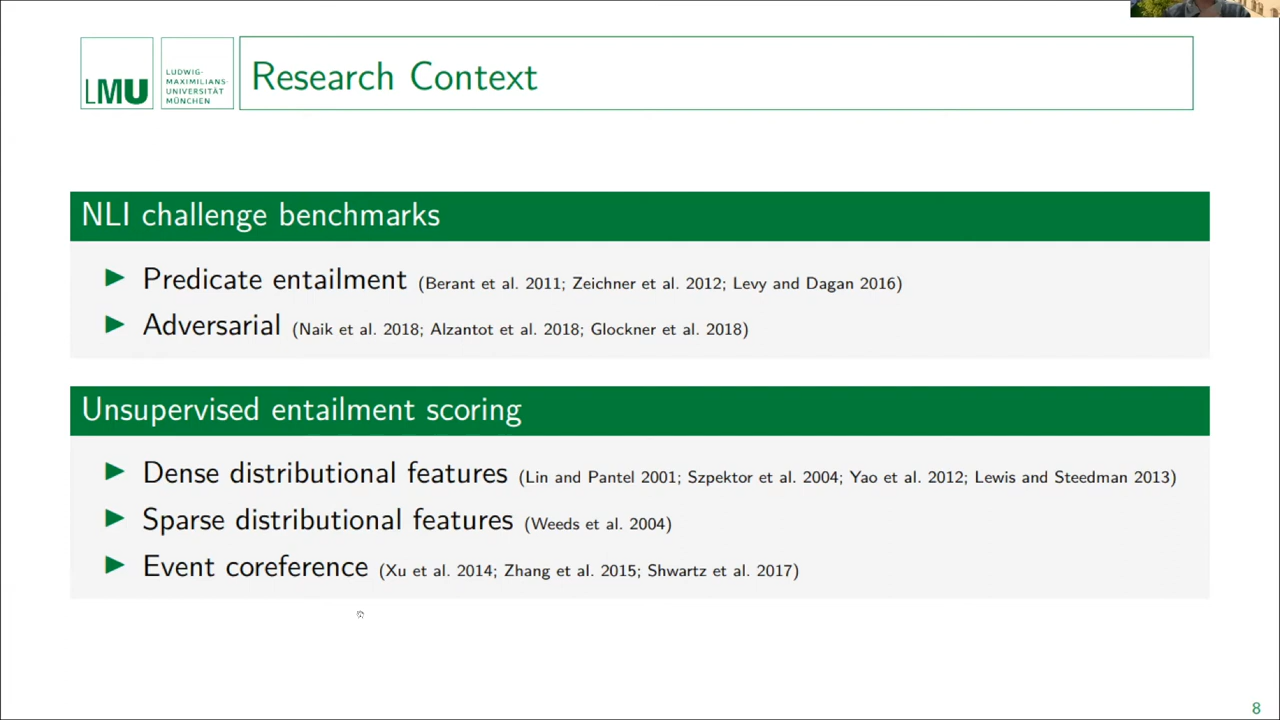 LMU
LUDWIG-
MAXIMILIANS-
UNIVERSITÄT
MÜNCHEN
Research Context
NLI challenge benchmarks
Predicate entailment (Berant et al. 2011; Zeichner et al. 2012; Levy and Dagan 2016)
Adversarial (Naik et al. 2018; Alzantot et al. 2018; Glockner et al. 2018)
Unsupervised entailment scoring
Dense distributional features (Lin and Pantel 2001; Szpektor et al. 2004; Yao et al. 2012; Lewis and Steedman 2013)
Sparse distributional features (Weeds et al. 2004)
Event coreference (Xu et al. 2014; Zhang et al. 2015; Shwartz et al. 2017)
8